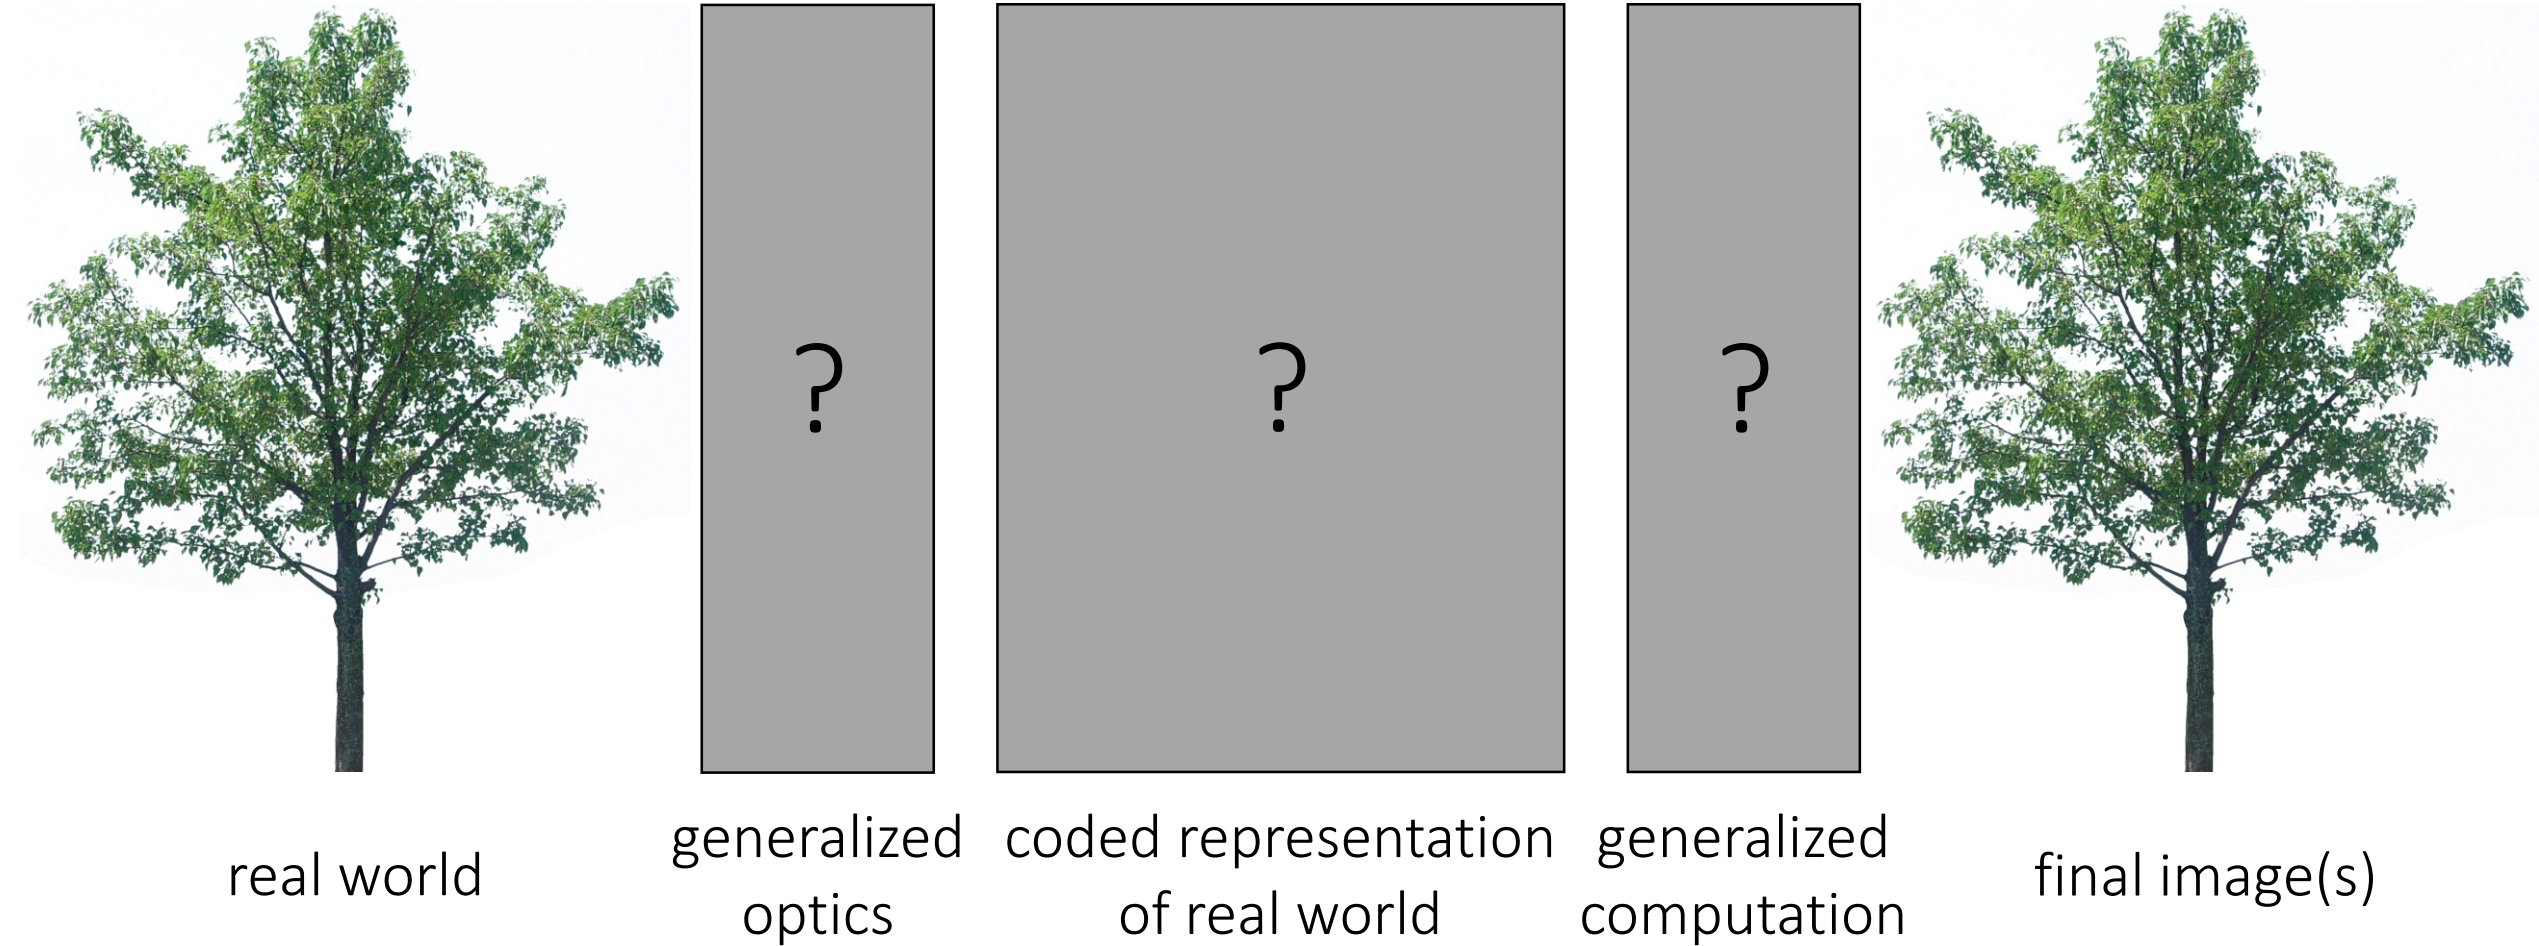 ?
?
?
real world
generalized
optics
coded representation
of real world
generalized
computation
final image(s)